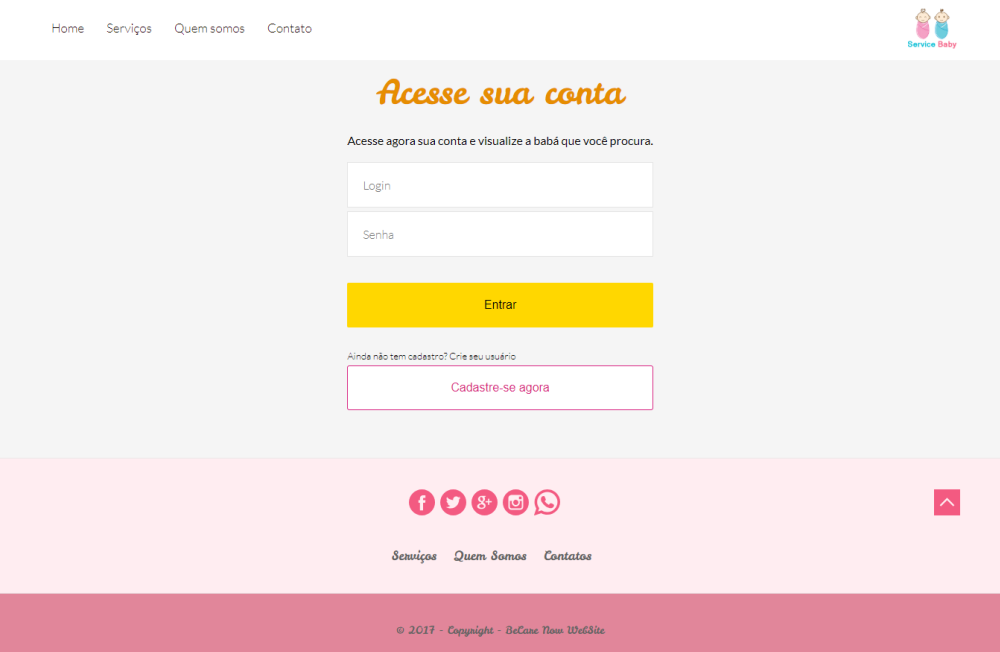 Home Serviços Quem somos Contato
Service Baby
Acesse sua conta
Acesse agora sua conta e visualize a babá que você procura.
Login
Senha
Entrar
Ainda não tem cadastro? Crie seu usuário
Cadastre-se agora
g+
Serviços Quem Somos Contatos
© 2017 - Copyright - BeCare Now WebSite